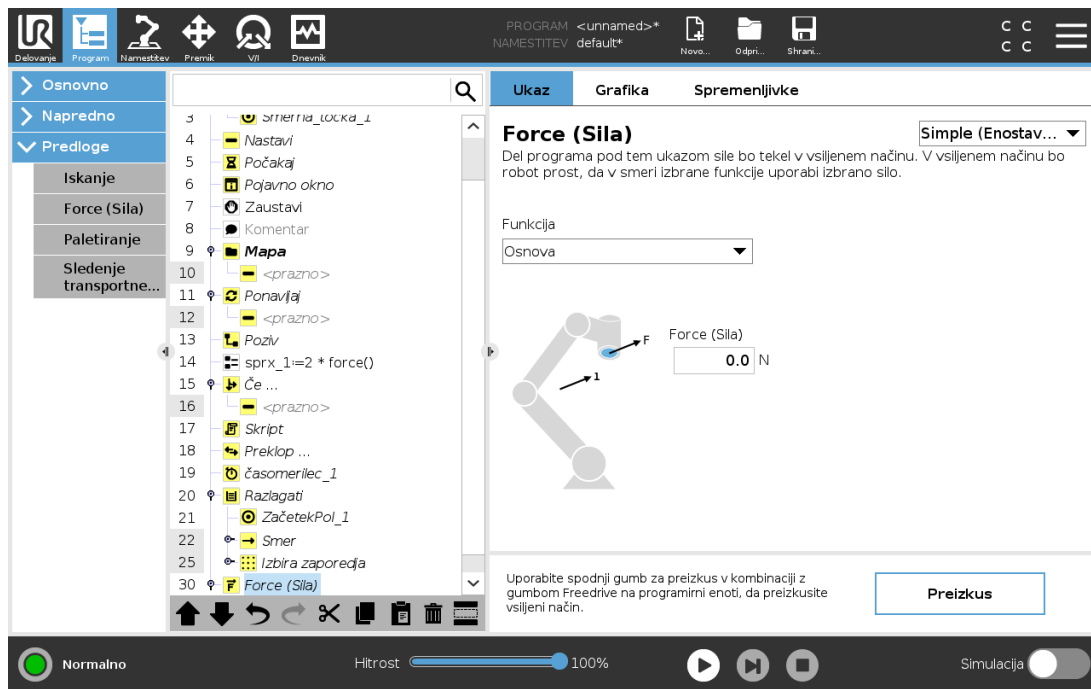 PROGRAM <unnamed>*
NAMESTITEV default*
Delovanje
Program
Namestitev
Premik
V/I
Dnevnik
Novo...
Odpri...
Shrani...
C C
C C
Osnovno
Napredno
Predloge
Iskanje
Force (Sila)
Paletiranje
Sledenje
transportne...
3 Smerna_točka_1
4 Nastavi
5 Počakaj
6 Pojavno okno
7 Zaustavi
8 Komentar
9 Mapa
10 <prazno>
11 Ponavljaj
12 <prazno>
13 Poziv
14 sprx_1≔2 * force()
15 Če ...
16 <prazno>
17 Skript
18 Preklop ...
19 časomerilec_1
20 Razlagati
21 ZačetekPol_1
22 Smer
25 Izbira zaporedja
30 Force (Sila)
Ukaz
Grafika
Spremenljivke
Force (Sila)
Simple (Enostav...
Del programa pod tem ukazom sile bo tekel v vsiljenem načinu. V vsiljenem načinu bo
robot prost, da v smeri izbrane funkcije uporabi izbrano silo.
Funkcija
Osnova
F
1
Force (Sila)
0.0 N
Uporabite spodnji gumb za preizkus v kombinaciji z
gumbom Freedrive na programirni enoti, da preizkusite
vsiljeni način.
Preizkus
Normalno
Hitrost
100%
Simulacija